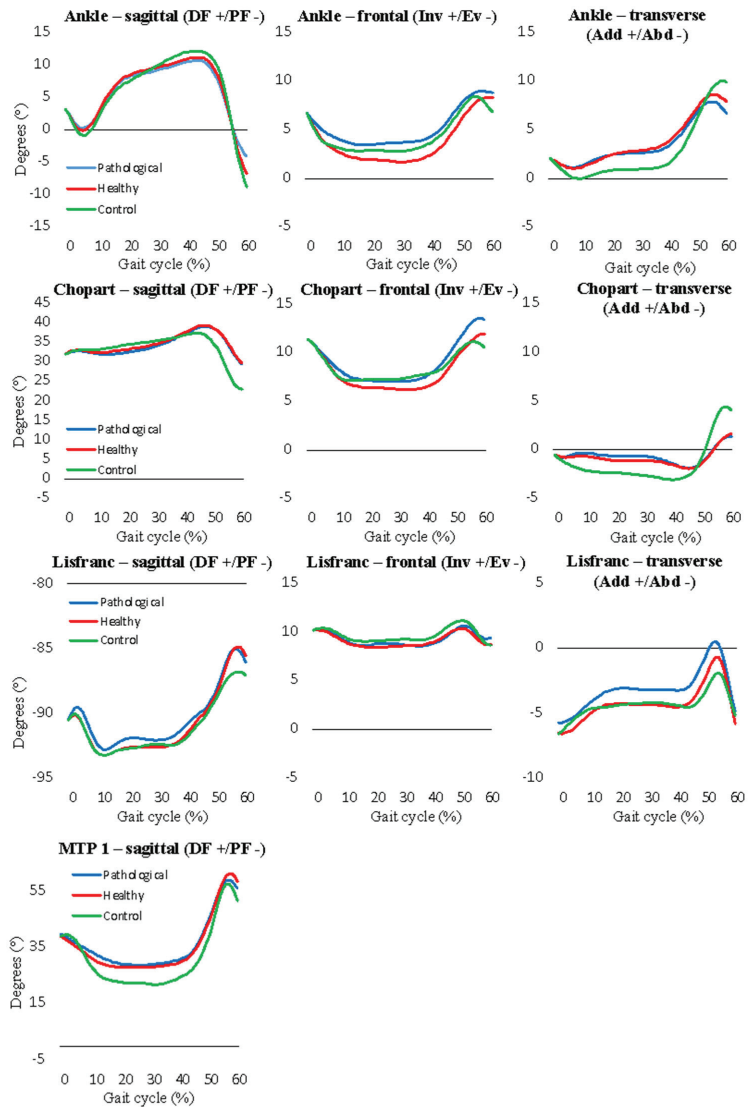 Ankle – sagittal (DF +/PF -)
15
10
5
0
-5
-10
-15
Degrees (°)
Pathological
Healthy
Control
0 10 20 30 40 50 60
Gait cycle (%)
Ankle – frontal (Inv +/Ev -)
15
10
5
0
-5
0 10 20 30 40 50 60
Gait cycle (%)
Ankle – transverse
(Add +/Abd -)
15
10
5
0
-5
0 10 20 30 40 50 60
Gait cycle (%)
Chopart – sagittal (DF +/PF -)
45
40
35
30
25
20
15
10
5
0
-5
Degrees (°)
Pathological
Healthy
Control
0 10 20 30 40 50 60
Gait cycle (%)
Chopart – frontal (Inv +/Ev -)
15
10
5
0
-5
0 10 20 30 40 50 60
Gait cycle (%)
Chopart – transverse
(Add +/Abd -)
15
10
5
0
-5
0 10 20 30 40 50 60
Gait cycle (%)
Lisfranc – sagittal (DF +/PF -)
-80
-85
-90
-95
Degrees (°)
Pathological
Healthy
Control
0 10 20 30 40 50 60
Gait cycle (%)
Lisfranc – frontal (Inv +/Ev -)
15
10
5
0
-5
0 10 20 30 40 50 60
Gait cycle (%)
Lisfranc – transverse
(Add +/Abd -)
5
0
-5
-10
0 10 20 30 40 50 60
Gait cycle (%)
MTP 1 – sagittal (DF +/PF -)
55
35
15
-5
Degrees (°)
Pathological
Healthy
Control
0 10 20 30 40 50 60
Gait cycle (%)